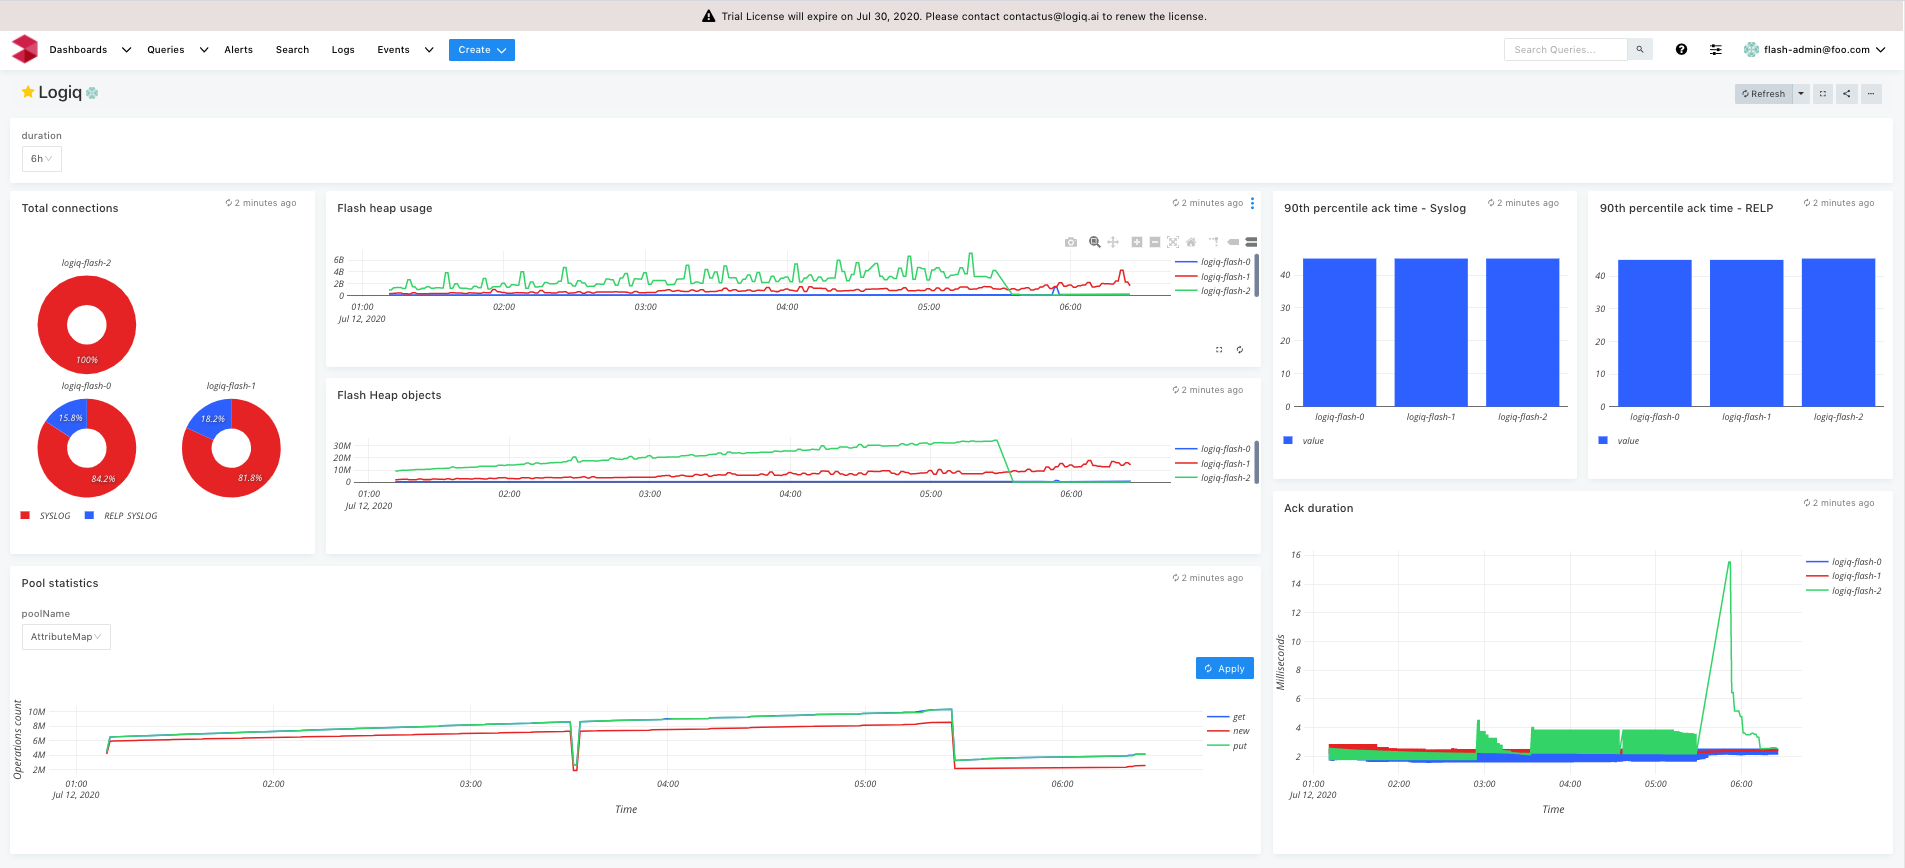 Trial License will expire on Jul 30, 2020. Please contact contactus@logiq.ai to renew the license.
Dashboards Queries Alerts Search Logs Events Create Search Queries... flash-admin@foo.com
Logiq
Refresh
duration
6h
Total connections
2 minutes ago
logiq-flash-2
100%
logiq-flash-0
15.8%
84.2%
logiq-flash-1
18.2%
81.8%
SYSLOG RELP SYSLOG
Flash heap usage
2 minutes ago
6B
4B
2B
0
01:00 02:00 03:00 04:00 05:00 06:00
Jul 12, 2020
logiq-flash-0
logiq-flash-1
logiq-flash-2
Flash Heap objects
2 minutes ago
30M
20M
10M
0
01:00 02:00 03:00 04:00 05:00 06:00
Jul 12, 2020
logiq-flash-0
logiq-flash-1
logiq-flash-2
90th percentile ack time - Syslog
2 minutes ago
40
30
20
10
0
logiq-flash-0 logiq-flash-1 logiq-flash-2
value
90th percentile ack time - RELP
2 minutes ago
40
30
20
10
0
logiq-flash-0 logiq-flash-1 logiq-flash-2
value
Pool statistics
2 minutes ago
poolName
AttributeMap
Apply
Operations count
10M
8M
6M
4M
2M
01:00 02:00 03:00 04:00 05:00 06:00
Jul 12, 2020
Time
get
new
put
Ack duration
2 minutes ago
Milliseconds
16
14
12
10
8
6
4
2
01:00 02:00 03:00 04:00 05:00 06:00
Jul 12, 2020
Time
logiq-flash-0
logiq-flash-1
logiq-flash-2